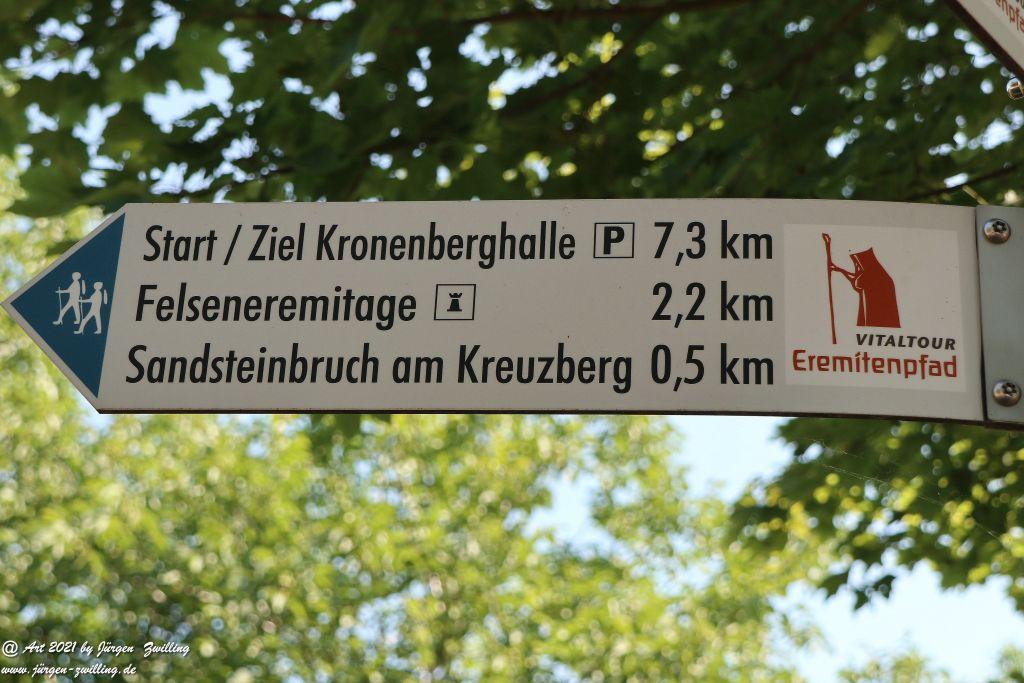 Start / Ziel Kronenberghalle P 7,3 km
Felseneremitage 2,2 km
Sandsteinbruch am Kreuzberg 0,5 km
VITALTOUR
Eremitenpfad
@ Art 2021 by Jürgen Zwilling
www.jürgen-zwilling.de